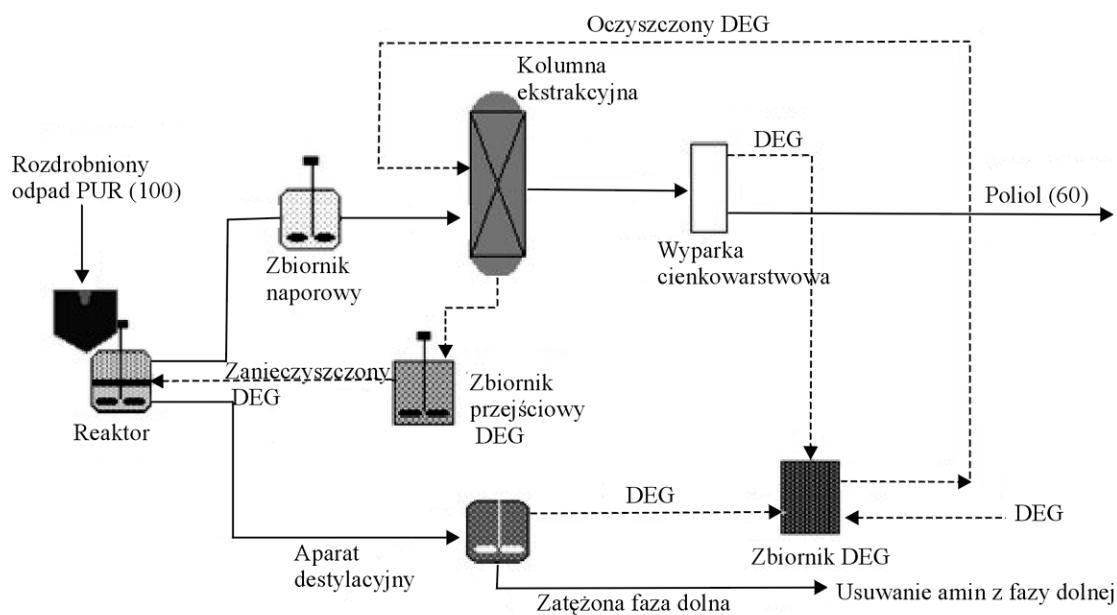 Oczyszczony DEG
Kolumna
ekstrakcyjna
DEG
Rozdrobniony
odpad PUR (100)
Poliol (60)
Zbiornik
naporowy
Wyparka
cienkowarstwowa
Zanieczyszczony
DEG
Zbiornik
przejściowy
DEG
Reaktor
DEG
DEG
Aparat
destylacyjny
Zbiornik DEG
Zatężona faza dolna
Usuwanie amin z fazy dolnej